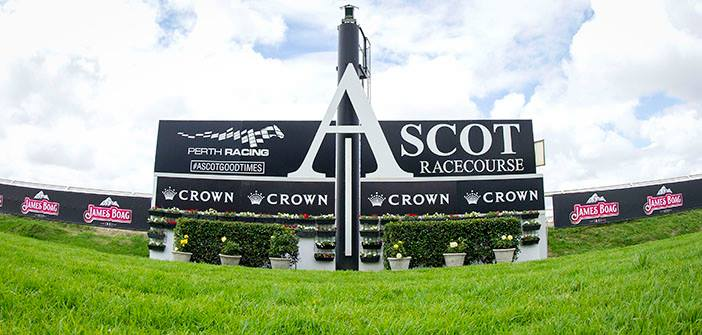 PERTH RACING
#ASCOTGOODTIMES
ASCOT
RACECOURSE
CROWN
CROWN
CROWN
CROWN
JAMES BOAG
JAMES BOAG
JAMES BOAG
JAMES BOAG